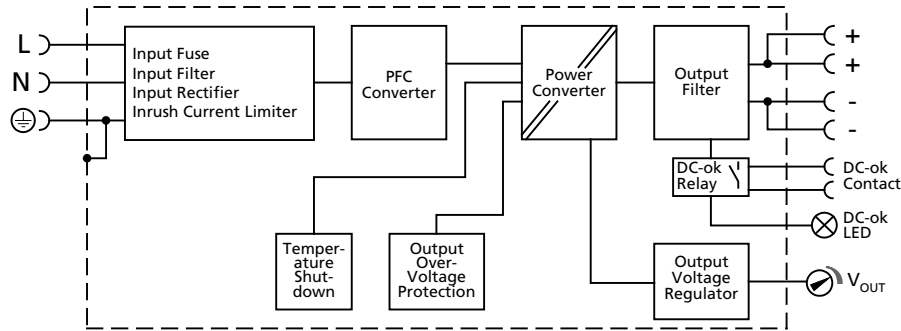 L
N
Input Fuse
Input Filter
Input Rectifier
Inrush Current Limiter
PFC
Converter
Power
Converter
Output
Filter
+
+
-
-
DC-ok
Relay
DC-ok
Contact
DC-ok
LED
Temper-
ature
Shut-
down
Output
Over-
Voltage
Protection
Output
Voltage
Regulator
VOUT